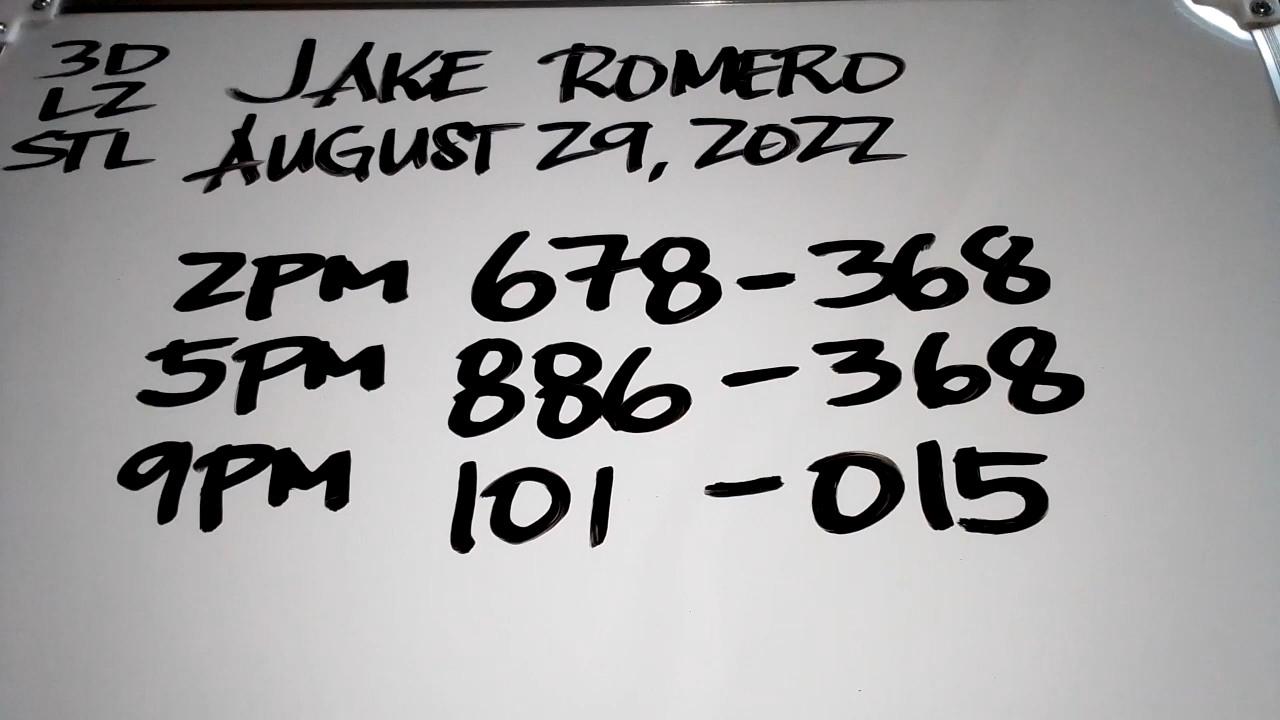 3D JAKE ROMERO
LZ
STL AUGUST 29, 2022
2PM 678-368
5PM 886-368
9PM 101-015